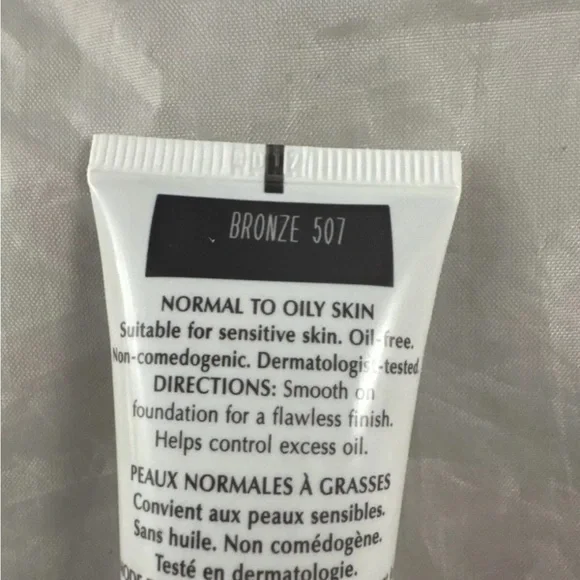 BRONZE 507
NORMAL TO OILY SKIN
Suitable for sensitive skin. Oil-free.
Non-comedogenic. Dermatologist-tested.
DIRECTIONS: Smooth on
foundation for a flawless finish.
Helps control excess oil.
PEAUX NORMALES À GRASSES
Convient aux peaux sensibles.
Sans huile. Non comédogène.
Testé en dermatologie.